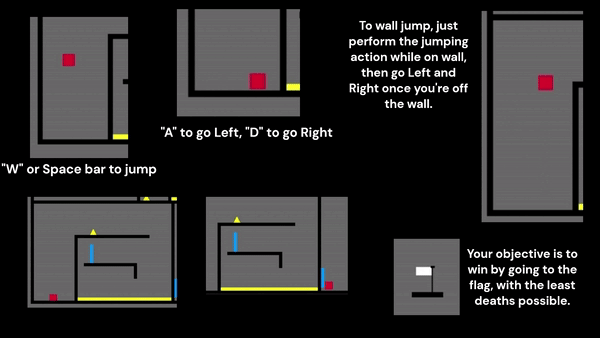 To wall jump, just
perform the jumping
action while on wall,
then go Left and
Right once you're off
the wall.
"A" to go Left, "D" to go Right
"W" or Space bar to jump
Your objective is to
win by going to the
flag, with the least
deaths possible.